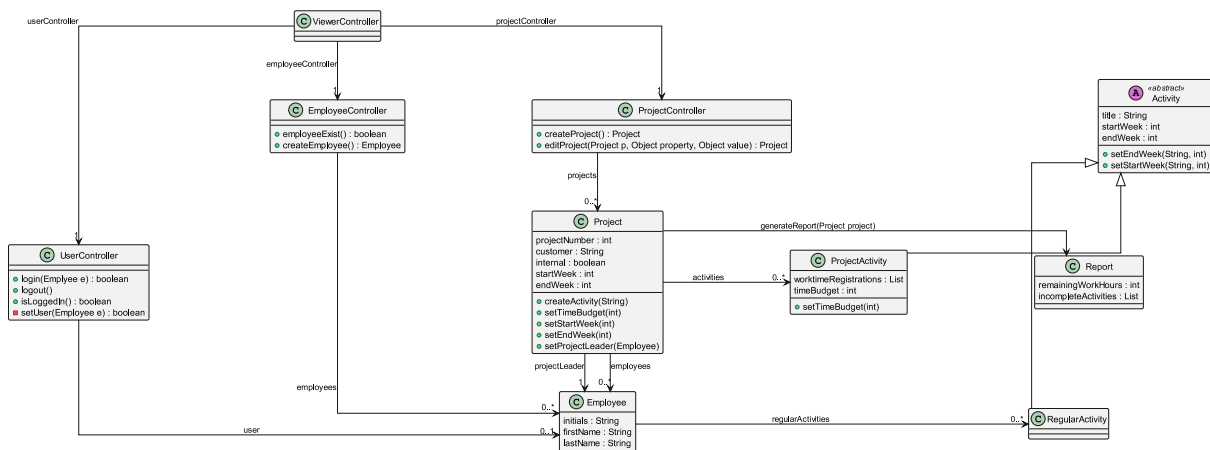 userController
C ViewerController
projectController
employeeController
1
1
C EmployeeController
employeeExist() : boolean
createEmployee() : Employee
C ProjectController
createProject() : Project
editProject(Project p, Object property, Object value) : Project
A «abstract»
Activity
title : String
startWeek : int
endWeek : int
setEndWeek(String, int)
setStartWeek(String, int)
projects
0..*
1
C UserController
login(Emplyee e) : boolean
logout()
isLoggedIn() : boolean
setUser(Employee e) : boolean
C Project
projectNumber : int
customer : String
internal : boolean
startWeek : int
endWeek : int
createActivity(String)
setTimeBudget(int)
setStartWeek(int)
setEndWeek(int)
setProjectLeader(Employee)
generateReport(Project project)
activities
0..*
C ProjectActivity
worktimeRegistrations : List
timeBudget : int
setTimeBudget(int)
C Report
remainingWorkHours : int
incompleteActivities : List
projectLeader
employees
1
0..*
employees
0..*
user
0..1
C Employee
initials : String
firstName : String
lastName : String
regularActivities
0..*
C RegularActivity